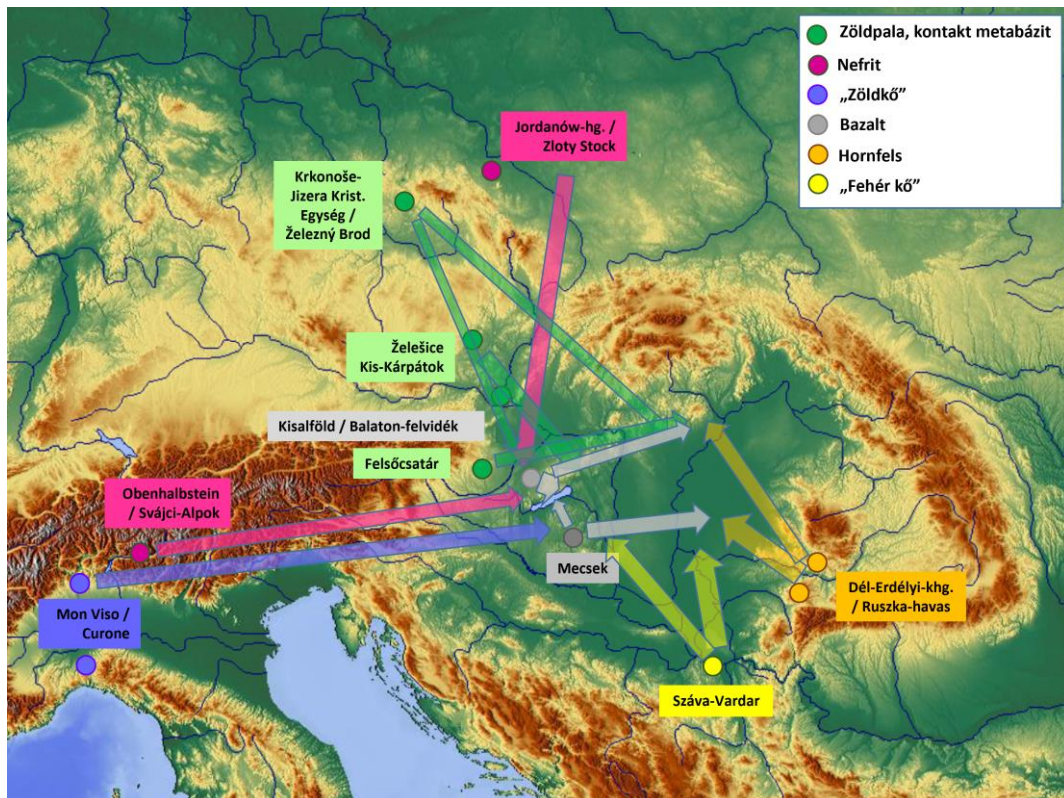 Zöldpala, kontakt metabázit
Nefrit
„Zöldkő”
Bazalt
Hornfels
„Fehér kő”
Jordanów-hg. /
Zloty Stock
Krkonoše-
Jizera Krist.
Egység /
Železný Brod
Želešice
Kis-Kárpátok
Kisalföld / Balaton-felvidék
Felsőcsatár
Obenhalbstein
/ Svájci-Alpok
Mecsek
Mon Viso /
Curone
Dél-Erdélyi-khg.
/ Ruszka-havas
Száva-Vardar